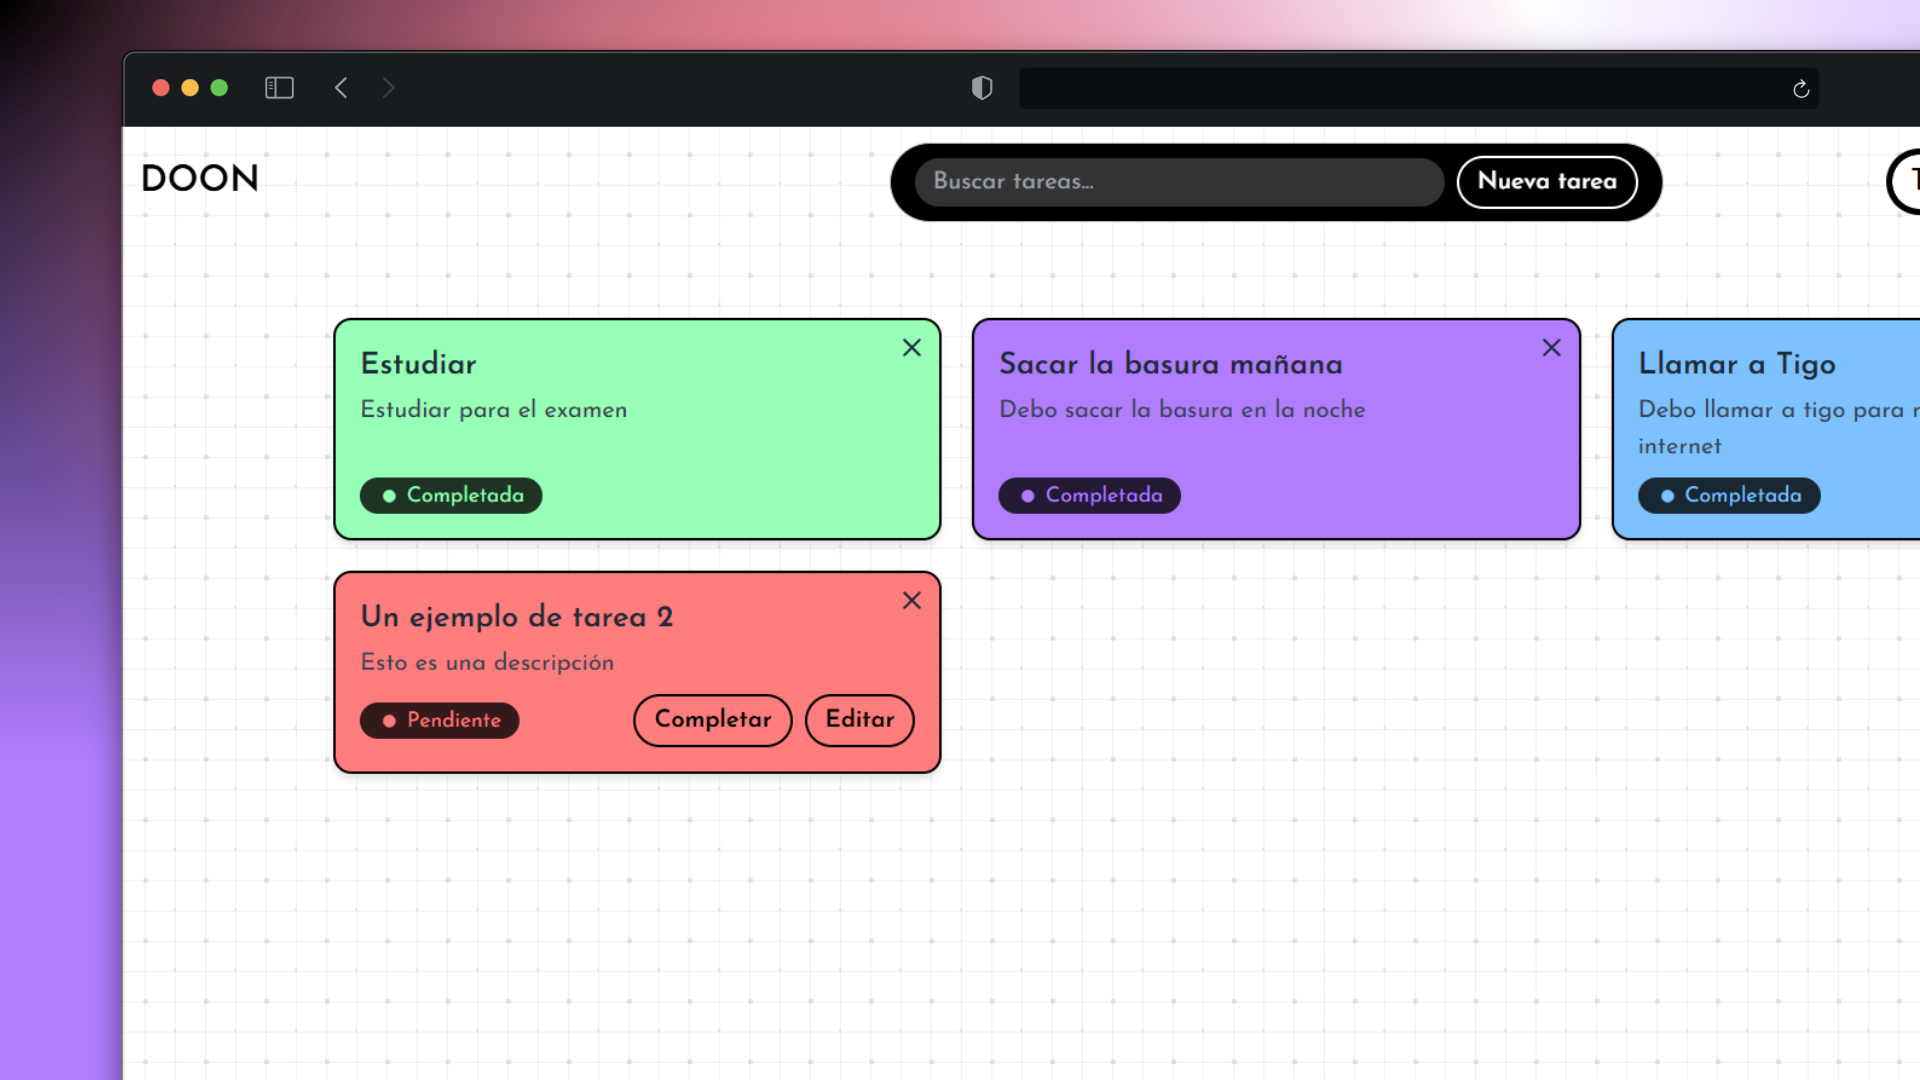 DOON
Buscar tareas...
Nueva tarea
Estudiar
Estudiar para el examen
Completada
Sacar la basura mañana
Debo sacar la basura en la noche
Completada
Llamar a Tigo
Debo llamar a tigo para
internet
Completada
Un ejemplo de tarea 2
Esto es una descripción
Pendiente
Completar
Editar